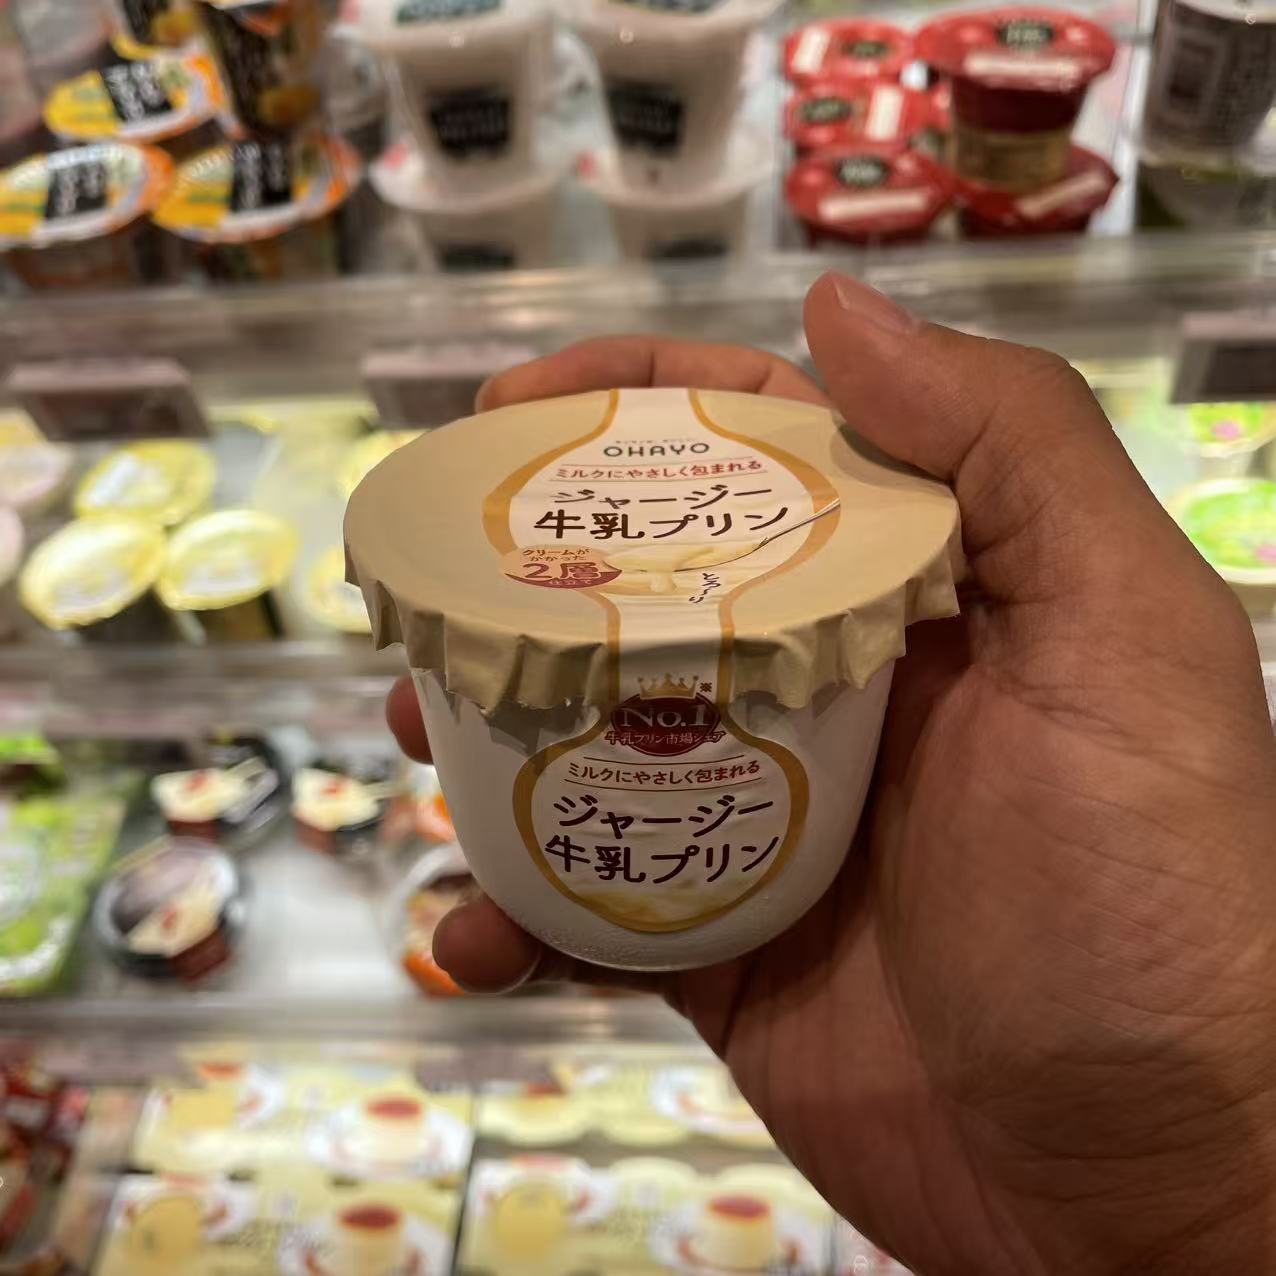 OHAYO
ミルクにやさしく包まれる
ジャージー
牛乳プリン
クリームが
かかった
2層
仕立て
とろ〜り
No.1※
牛乳プリン市場シェア
ミルクにやさしく包まれる
ジャージー
牛乳プリン